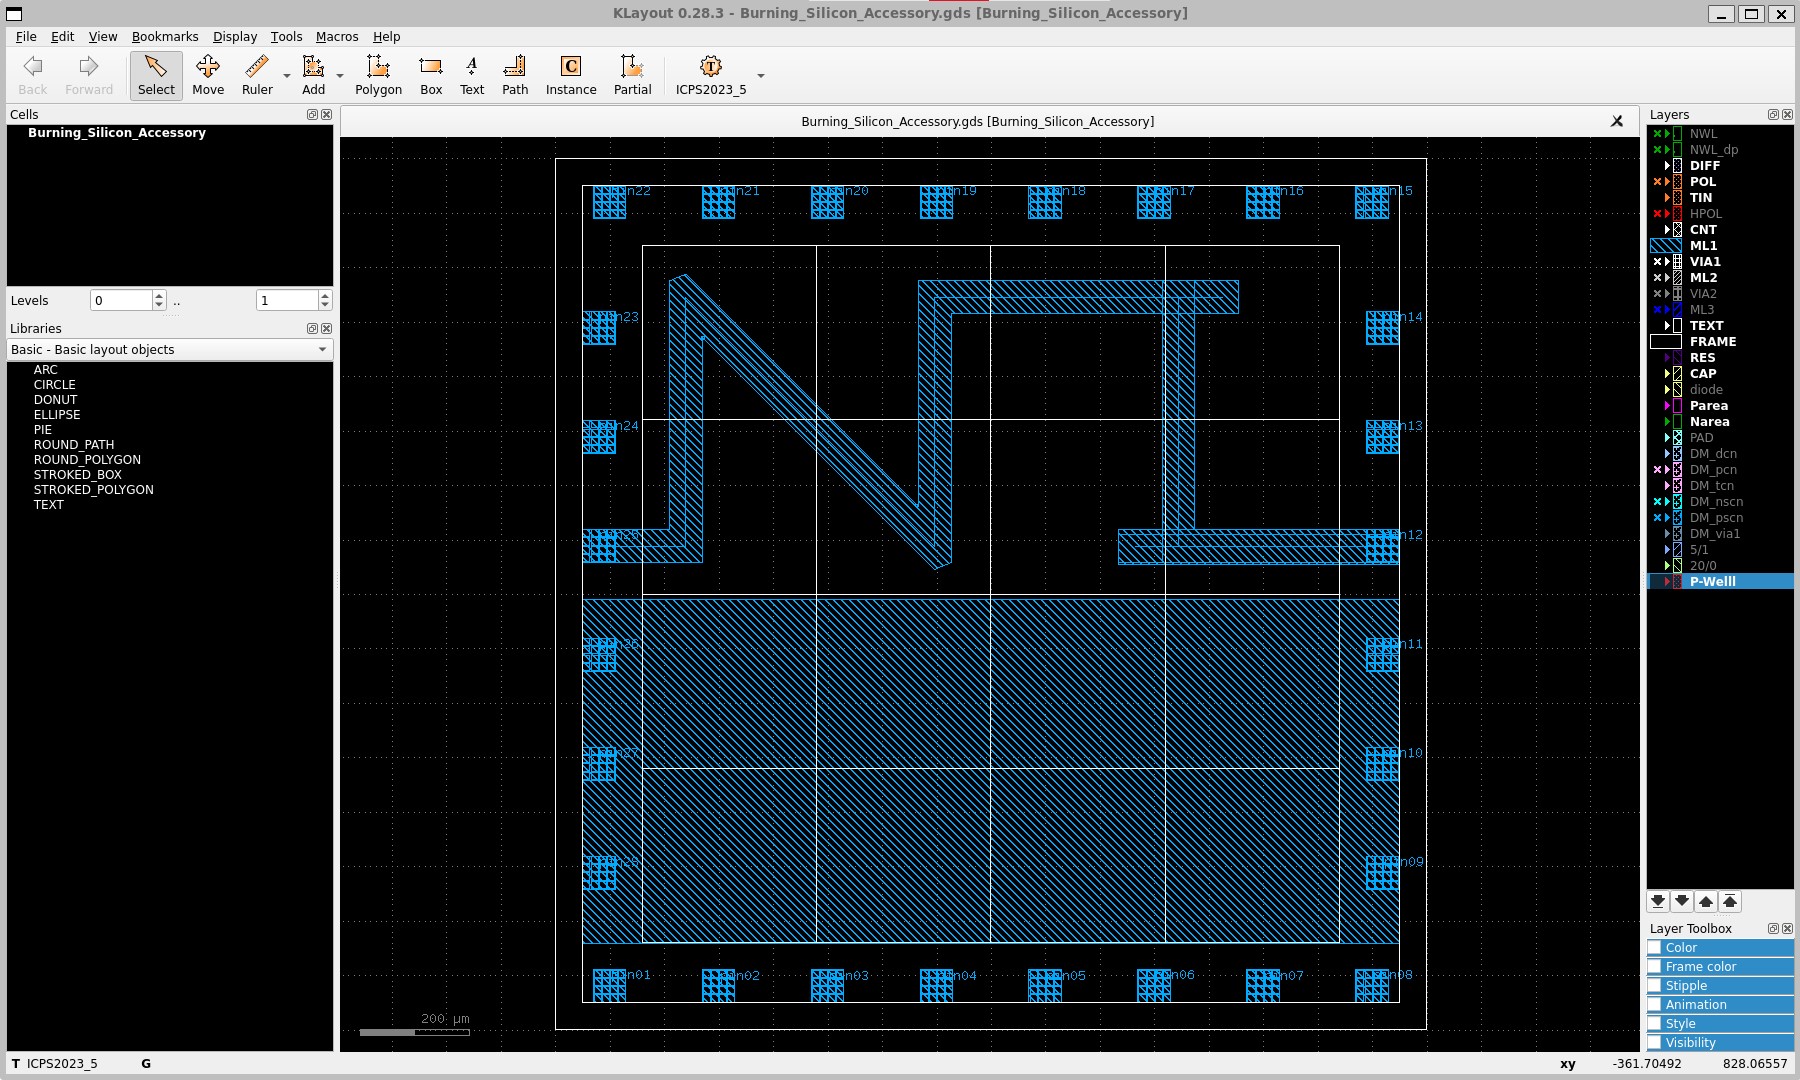 KLayout 0.28.3 - Burning_Silicon_Accessory.gds [Burning_Silicon_Accessory]
File Edit View Bookmarks Display Tools Macros Help
Back Forward Select Move Ruler Add Polygon Box Text Path Instance Partial ICPS2023_5
Cells
Burning_Silicon_Accessory
Levels 0 .. 1
Libraries
Basic - Basic layout objects
ARC
CIRCLE
DONUT
ELLIPSE
PIE
ROUND_PATH
ROUND_POLYGON
STROKED_BOX
STROKED_POLYGON
TEXT
Burning_Silicon_Accessory.gds [Burning_Silicon_Accessory]
n22 n21 n20 n19 n18 n17 n16 n15
n23 n14
n24 n13
n25 n12
n26 n11
n27 n10
n28 n09
n01 n02 n03 n04 n05 n06 n07 n08
200 µm
Layers
NWL
NWL_dp
DIFF
POL
TIN
HPOL
CNT
ML1
VIA1
ML2
VIA2
ML3
TEXT
FRAME
RES
CAP
diode
Parea
Narea
PAD
DM_dcn
DM_pcn
DM_tcn
DM_nscn
DM_pscn
DM_via1
5/1
20/0
P-Welll
Layer Toolbox
Color
Frame color
Stipple
Animation
Style
Visibility
T ICPS2023_5 G xy -361.70492 828.06557